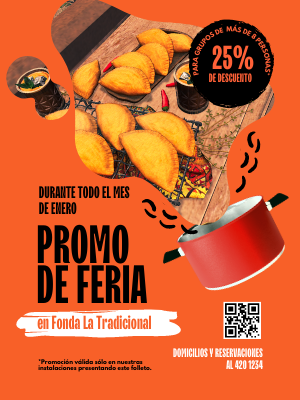 PARA GRUPOS DE MÁS DE 8 PERSONAS*
25%
DE DESCUENTO
DURANTE TODO EL MES
DE ENERO
PROMO
DE FERIA
en Fonda La Tradicional
DOMICILIOS Y RESERVACIONES
AL 420 1234
*Promoción válida sólo en nuestras
instalaciones presentando este folleto.